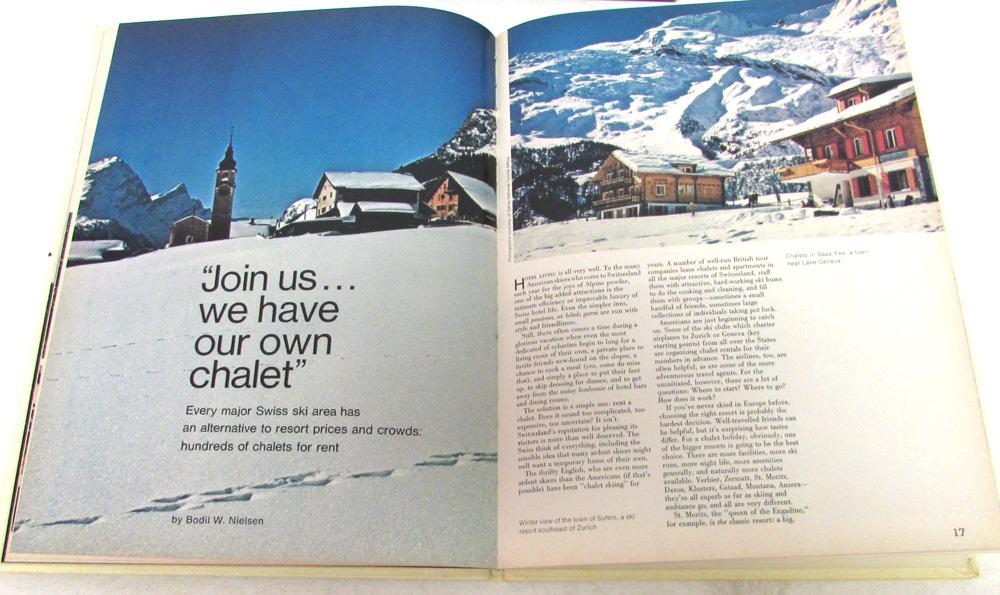 “Join us...
we have
our own
chalet”
Every major Swiss ski area has
an alternative to resort prices and crowds:
hundreds of chalets for rent
by Bodil W. Nielsen
HOTEL LIVING is all very well. To the many
American skiers who come to Switzerland
each year for the joys of Alpine powder,
one of the big added attractions is the
intimate efficiency or impeccable luxury of
Swiss hotel life. Even the simpler inns,
small pensions, or hôtels garni are run with
style and friendliness.
Still, there often comes a time during a
glorious vacation when even the most
dedicated of sybarites begin to long for a
living room of their own, a private place to
invite friends new-found on the slopes, a
chance to cook a meal (yes, some do miss
that), and simply a place to put their feet
up, to skip dressing for dinner, and to get
away from the noisy bonhomie of hotel bars
and dining rooms.
The solution is a simple one: rent a
chalet. Does it sound too complicated, too
expensive, too uncertain? It isn't.
Switzerland's reputation for pleasing its
visitors is more than well deserved. The
Swiss think of everything, including the
sensible idea that many ardent skiers might
well want a temporary home of their own.
The thrifty English, who are even more
ardent skiers than the Americans (if that's
possible) have been "chalet skiing" for
Winter view of the town of Sufers, a ski
resort southeast of Zurich
years. A number of well-run British tour
companies lease chalets and apartments in
all the major resorts of Switzerland, staff
them with attractive, hard-working ski bums
to do the cooking and cleaning, and fill
them with groups—sometimes a small
handful of friends, sometimes large
collections of individuals taking pot luck.
Americans are just beginning to catch
on. Some of the ski clubs which charter
airplanes to Zurich or Geneva (key
starting points) from all over the States
are organizing chalet rentals for their
members in advance. The airlines, too, are
often helpful, as are some of the more
adventurous travel agents. For the
uninitiated, however, there are a lot of
questions: Where to start? Where to go?
How does it work?
If you've never skied in Europe before,
choosing the right resort is probably the
hardest decision. Well-travelled friends can
be helpful, but it's surprising how tastes
differ. For a chalet holiday, obviously, one
of the bigger resorts is going to be the best
choice. There are more facilities, more ski
runs, more night life, more amenities
generally, and naturally more chalets
available. Verbier, Zermatt, St. Moritz,
Davos, Klosters, Gstaad, Montana, Anzera—
they're all superb as far as skiing and
ambiance go, and all are very different.
St. Moritz, the "queen of the Engadine,"
for example, is the classic resort: a big,
Chalets in Saas Fee, a town
near Lake Geneva
17